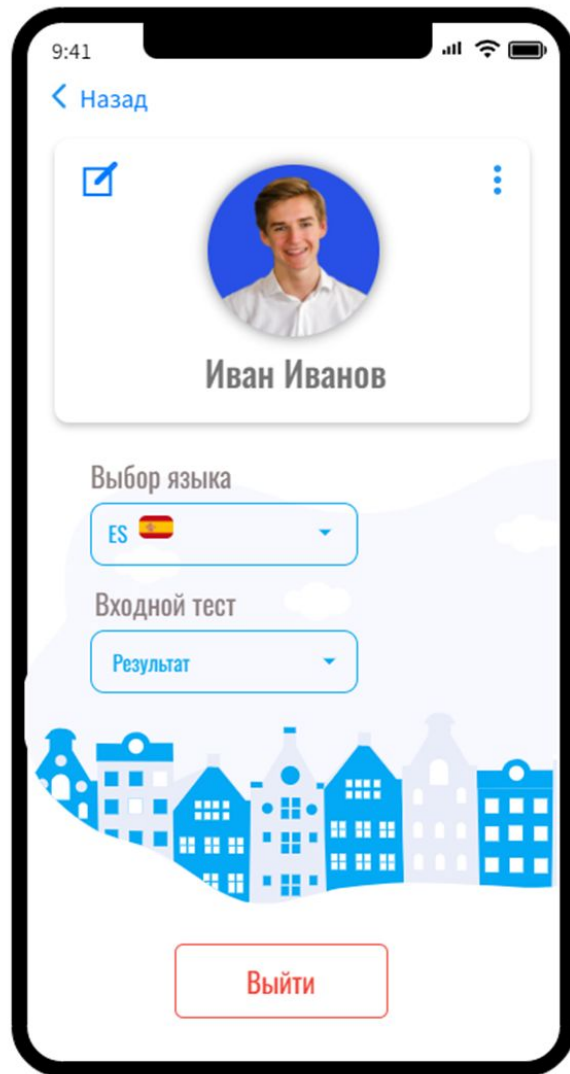 9:41
Назад
Иван Иванов
Выбор языка
ES
Входной тест
Результат
Выйти